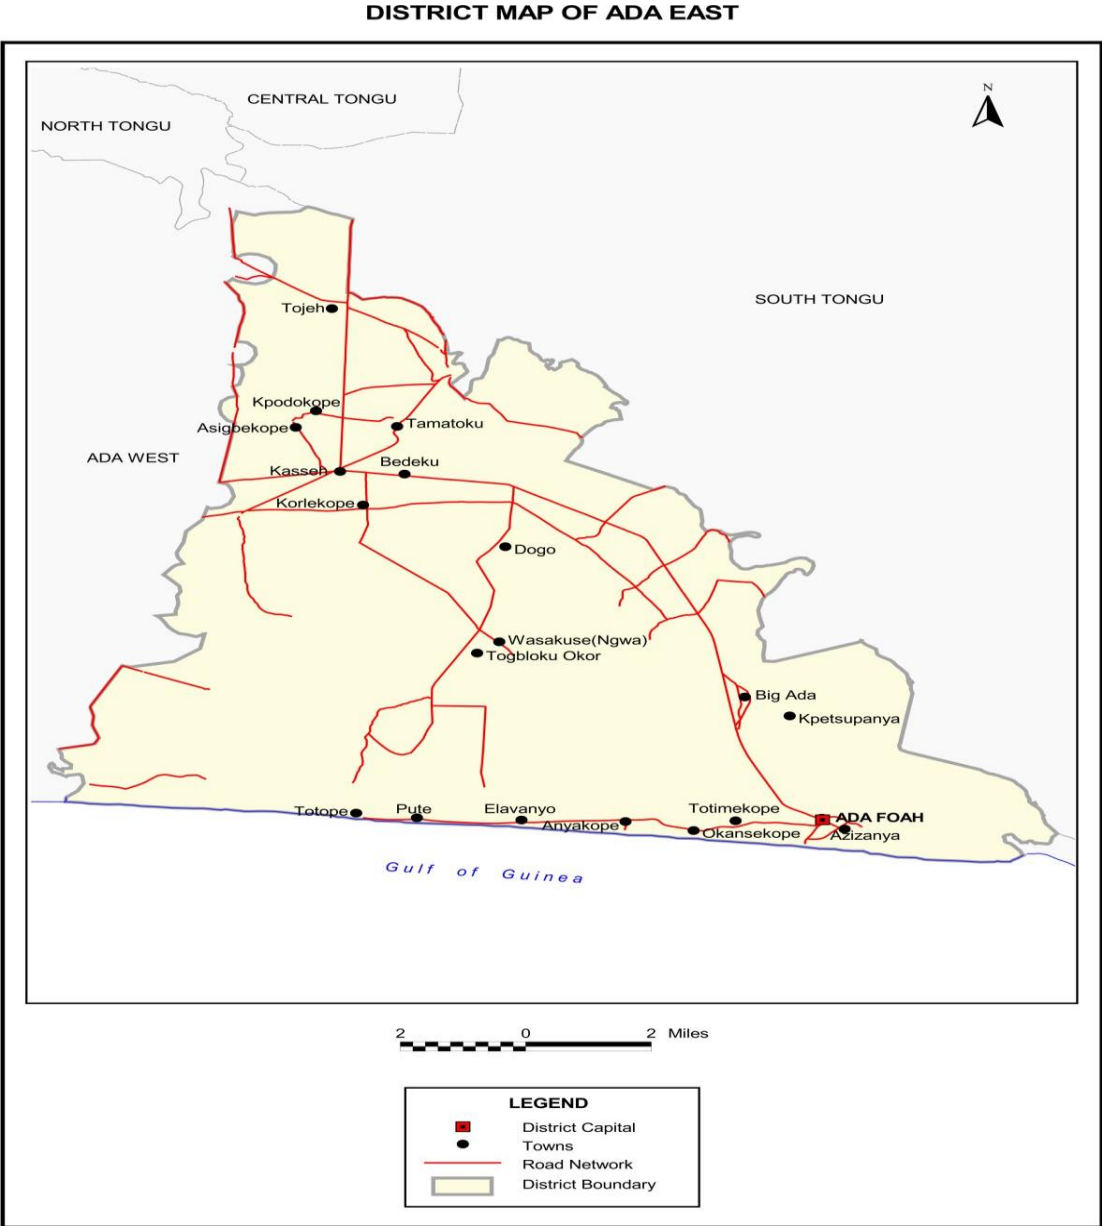 DISTRICT MAP OF ADA EAST
N
CENTRAL TONGU
NORTH TONGU
SOUTH TONGU
Tojeh
Kpodokope
Asigbekope
Tamatoku
ADA WEST
Kasseh
Bedeku
Korlekope
Dogo
Wasakuse(Ngwa)
Togbloku Okor
Big Ada
Kpetsupanya
Totope
Pute
Elavanyo
Anyakope
Totimekope
Okansekope
ADA FOAH
Azizanya
Gulf of Guinea
2 0 2 Miles
LEGEND
District Capital
Towns
Road Network
District Boundary